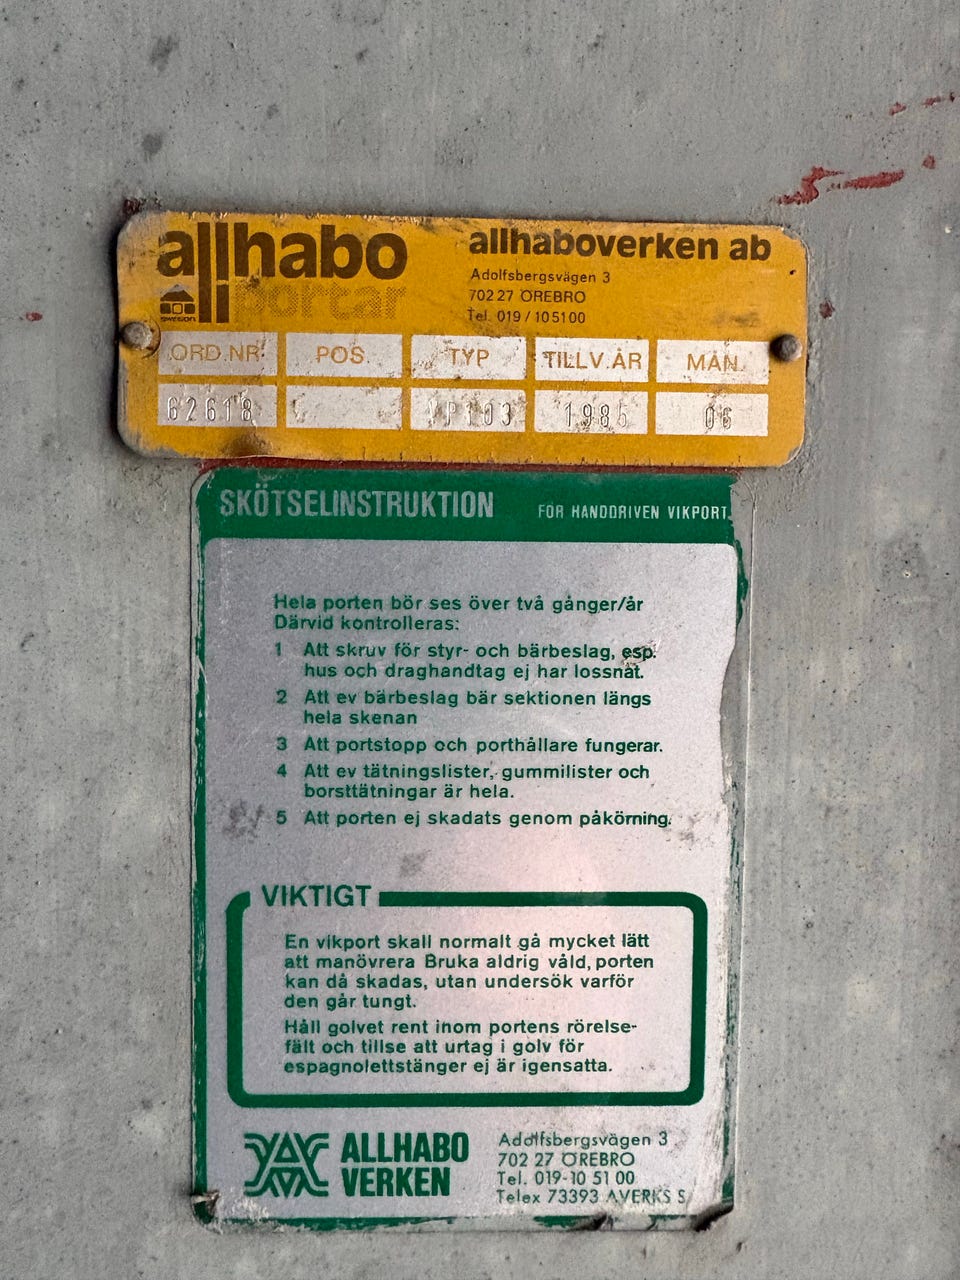 allhabo
portar
sweden
allhaboverken ab
Adolfsbergsvägen 3
702 27 ÖREBRO
Tel. 019 / 10 51 00
ORD.NR. POS. TYP TILLV.ÅR MÅN.
62618 VP103 1985 06
SKÖTSELINSTRUKTION FÖR HANDDRIVEN VIKPORT
Hela porten bör ses över två gånger/år
Därvid kontrolleras:
1 Att skruv för styr- och bärbeslag, esp.
hus och draghandtag ej har lossnat.
2 Att ev bärbeslag bär sektionen längs
hela skenan
3 Att portstopp och porthållare fungerar.
4 Att ev tätningslister, gummilister och
borsttätningar är hela.
5 Att porten ej skadats genom påkörning.
VIKTIGT
En vikport skall normalt gå mycket lätt
att manövrera Bruka aldrig våld, porten
kan då skadas, utan undersök varför
den går tungt.
Håll golvet rent inom portens rörelse-
fält och tillse att urtag i golv för
espagnolettstänger ej är igensatta.
ALLHABO
VERKEN
Adolfsbergsvägen 3
702 27 ÖREBRO
Tel. 019-10 51 00
Telex 73393 AVERKS S